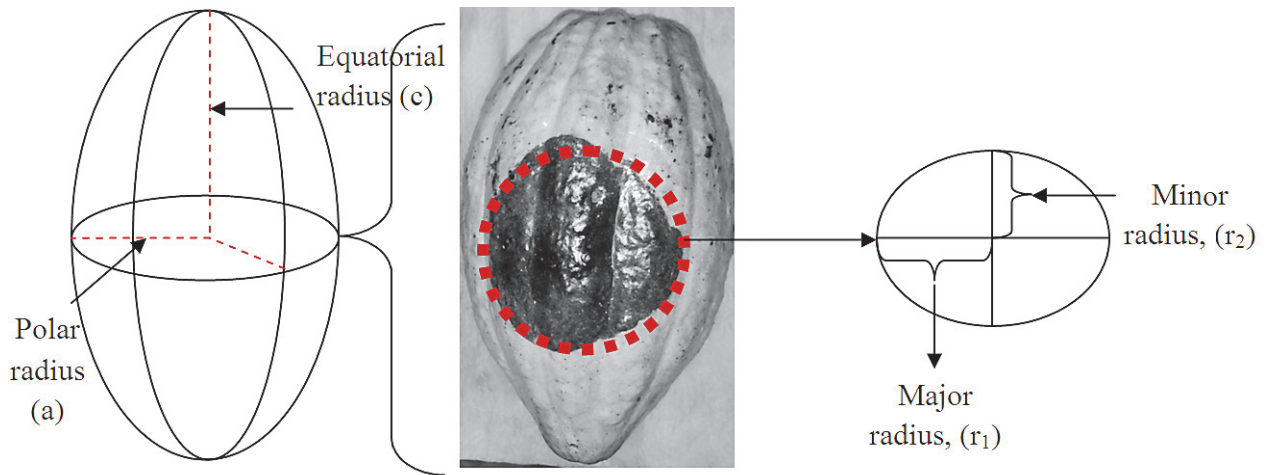 Equatorial
radius (c)
Polar
radius
(a)
Minor
radius, (r₂)
Major
radius, (r₁)